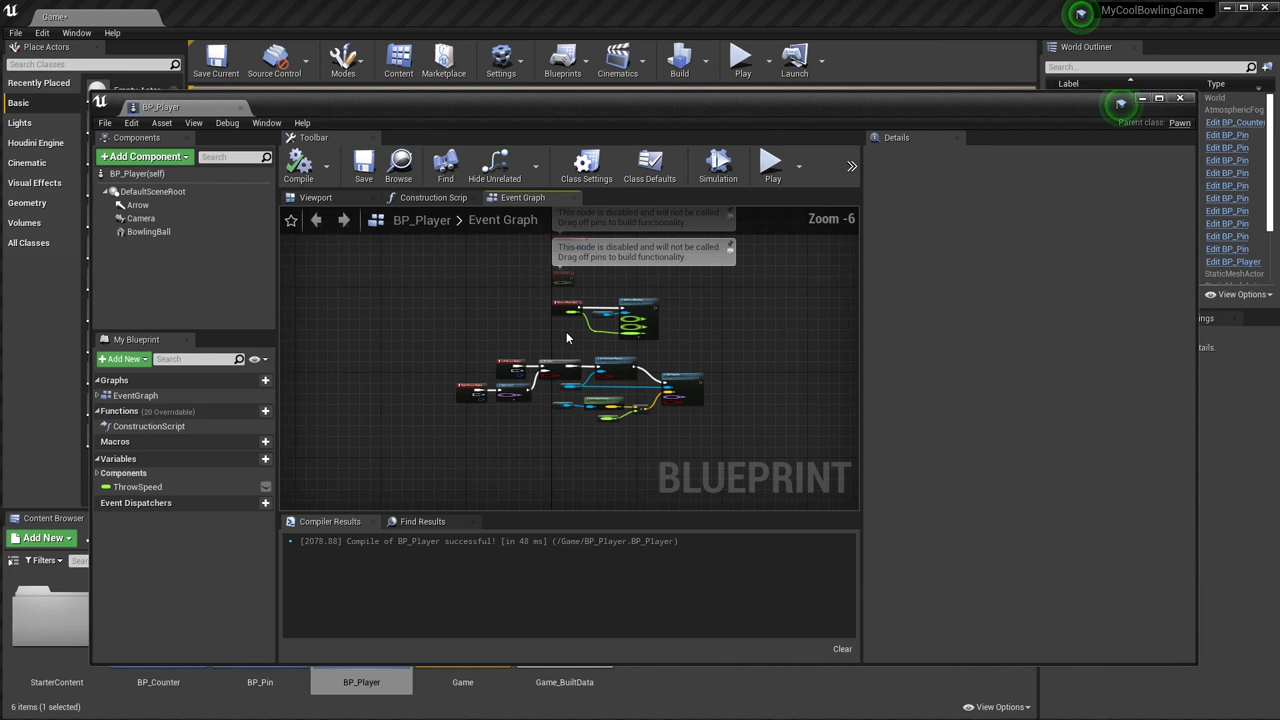 Game•
MyCoolBowlingGame
File Edit Window Help
Place Actors
Search Classes
Recently Placed
Basic
Lights
Houdini Engine
Cinematic
Visual Effects
Geometry
Volumes
All Classes
Save Current Source Control Modes Content Marketplace Settings Blueprints Cinematics Build Play Launch
World Outliner
Search...
Label Type
World
AtmosphericFog
Edit BP_Counter
Edit BP_Pin
Edit BP_Pin
Edit BP_Pin
Edit BP_Pin
Edit BP_Pin
Edit BP_Pin
Edit BP_Pin
Edit BP_Pin
Edit BP_Pin
Edit BP_Pin
Edit BP_Player
StaticMeshActor
View Options
BP_Player
File Edit Asset View Debug Window Help
Parent class: Pawn
Components
+Add Component Search
BP_Player(self)
DefaultSceneRoot
Arrow
Camera
BowlingBall
My Blueprint
+Add New Search
Graphs
EventGraph
Functions (20 Overridable)
ConstructionScript
Macros
Variables
Components
ThrowSpeed
Event Dispatchers
Toolbar
Compile Save Browse Find Hide Unrelated Class Settings Class Defaults Simulation Play
Viewport Construction Scrip Event Graph
BP_Player > Event Graph
Zoom -6
This node is disabled and will not be called.
Drag off pins to build functionality.
This node is disabled and will not be called.
Drag off pins to build functionality.
BLUEPRINT
Compiler Results Find Results
[2078.88] Compile of BP_Player successful! [in 48 ms] (/Game/BP_Player.BP_Player)
Clear
Details
Content Browser
Add New
Filters
StarterContent BP_Counter BP_Pin BP_Player Game Game_BuiltData
6 items (1 selected)
View Options